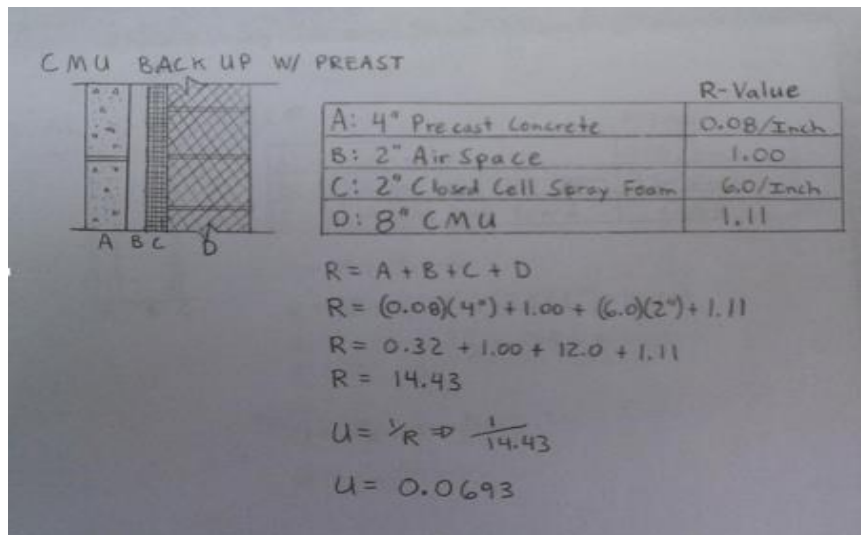 CMU BACK UP W/ PREAST
R-Value
A: 4" Precast Concrete 0.08/Inch
B: 2" Air Space 1.00
C: 2" Closed Cell Spray Foam 6.0/Inch
D: 8" CMU 1.11
A B C D
R = A + B + C + D
R = (0.08)(4") + 1.00 + (6.0)(2") + 1.11
R = 0.32 + 1.00 + 12.0 + 1.11
R = 14.43
U = 1/R ⇒ 1/14.43
U = 0.0693